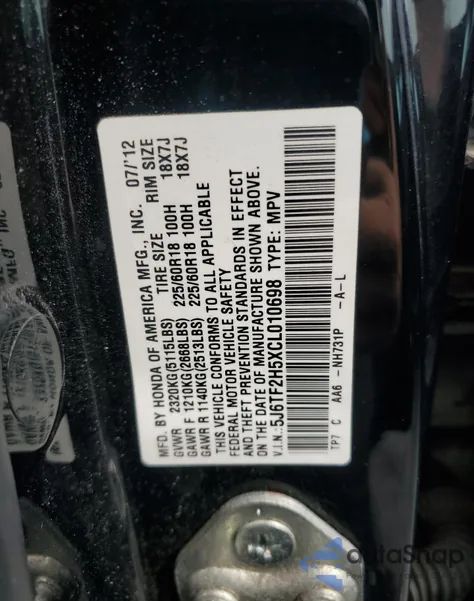 MFD. BY HONDA OF AMERICA MFG., INC. 07/'12
TIRE SIZE RIM SIZE
GVWR 2320KG(5115LBS)
GAWR F 1210KG(2668LBS) 225/60R18 100H 18X7J
GAWR R 1140KG(2513LBS) 225/60R18 100H 18X7J
THIS VEHICLE CONFORMS TO ALL APPLICABLE
FEDERAL MOTOR VEHICLE SAFETY
AND THEFT PREVENTION STANDARDS IN EFFECT
ON THE DATE OF MANUFACTURE SHOWN ABOVE.
V.I.N.: 5J6TF2H5XCL010698 TYPE: MPV
TP7 C AA6 -NH731P -A-L
autoSnap